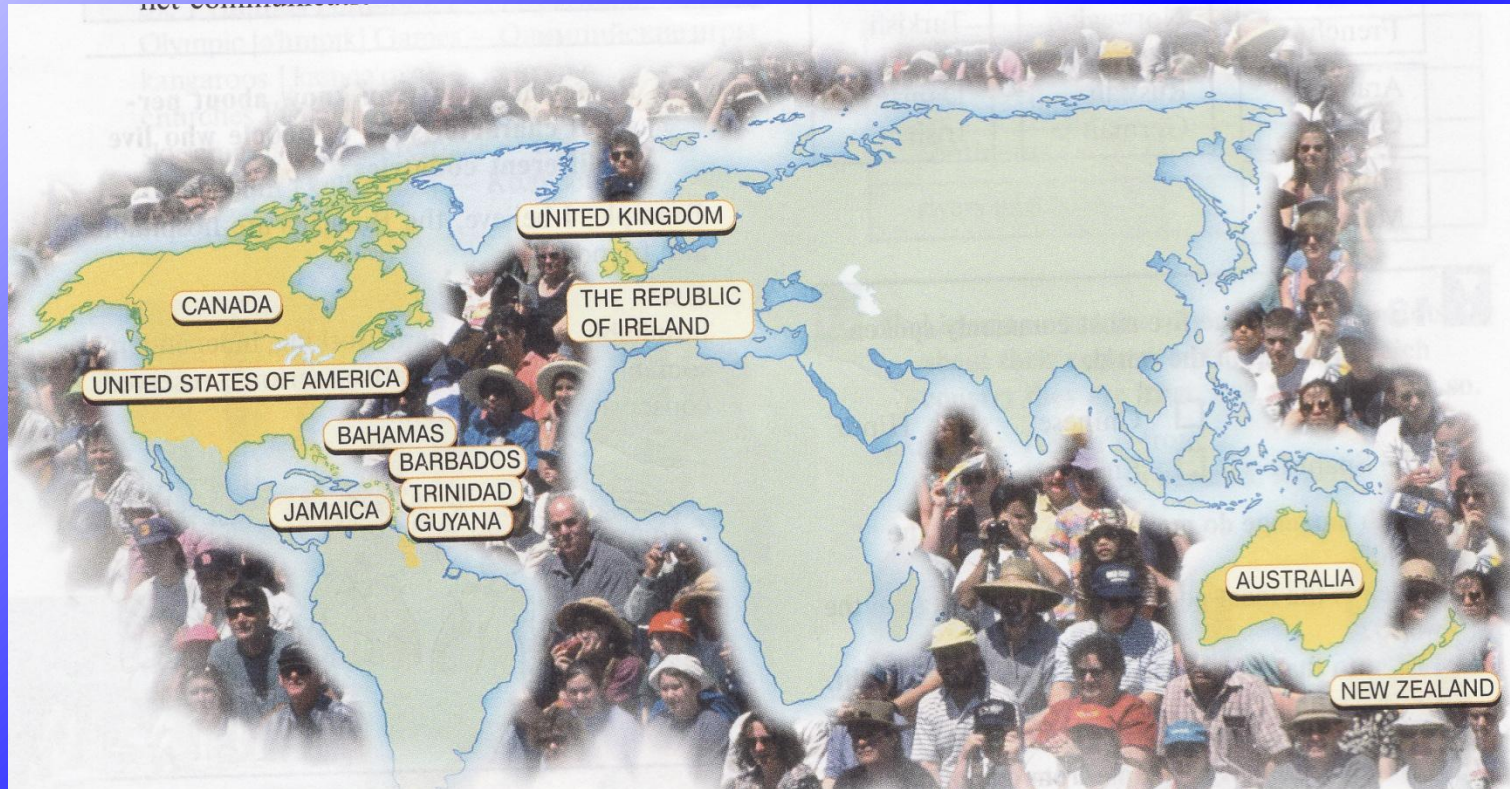 UNITED KINGDOM
CANADA
THE REPUBLIC
OF IRELAND
UNITED STATES OF AMERICA
BAHAMAS
BARBADOS
TRINIDAD
JAMAICA
GUYANA
AUSTRALIA
NEW ZEALAND